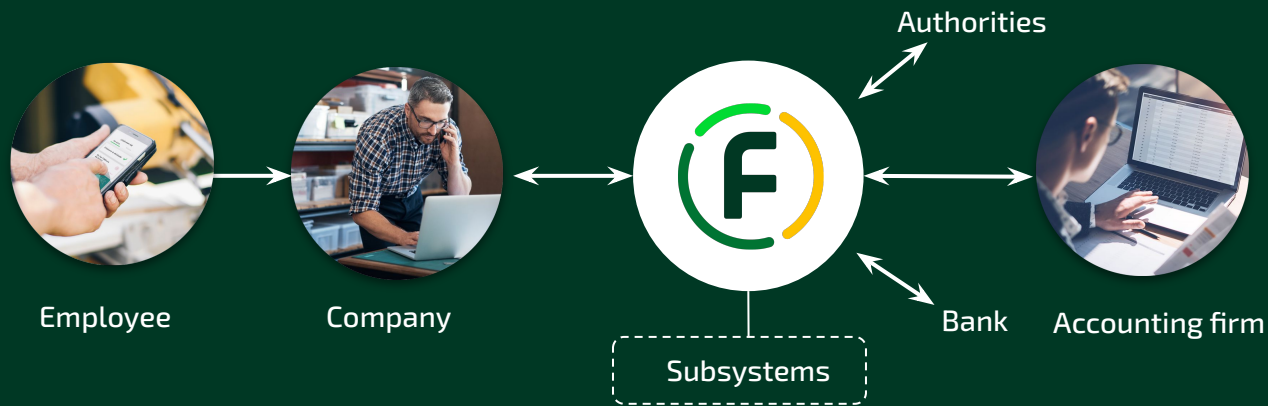 Authorities
F
Employee
Company
Bank
Accounting firm
Subsystems